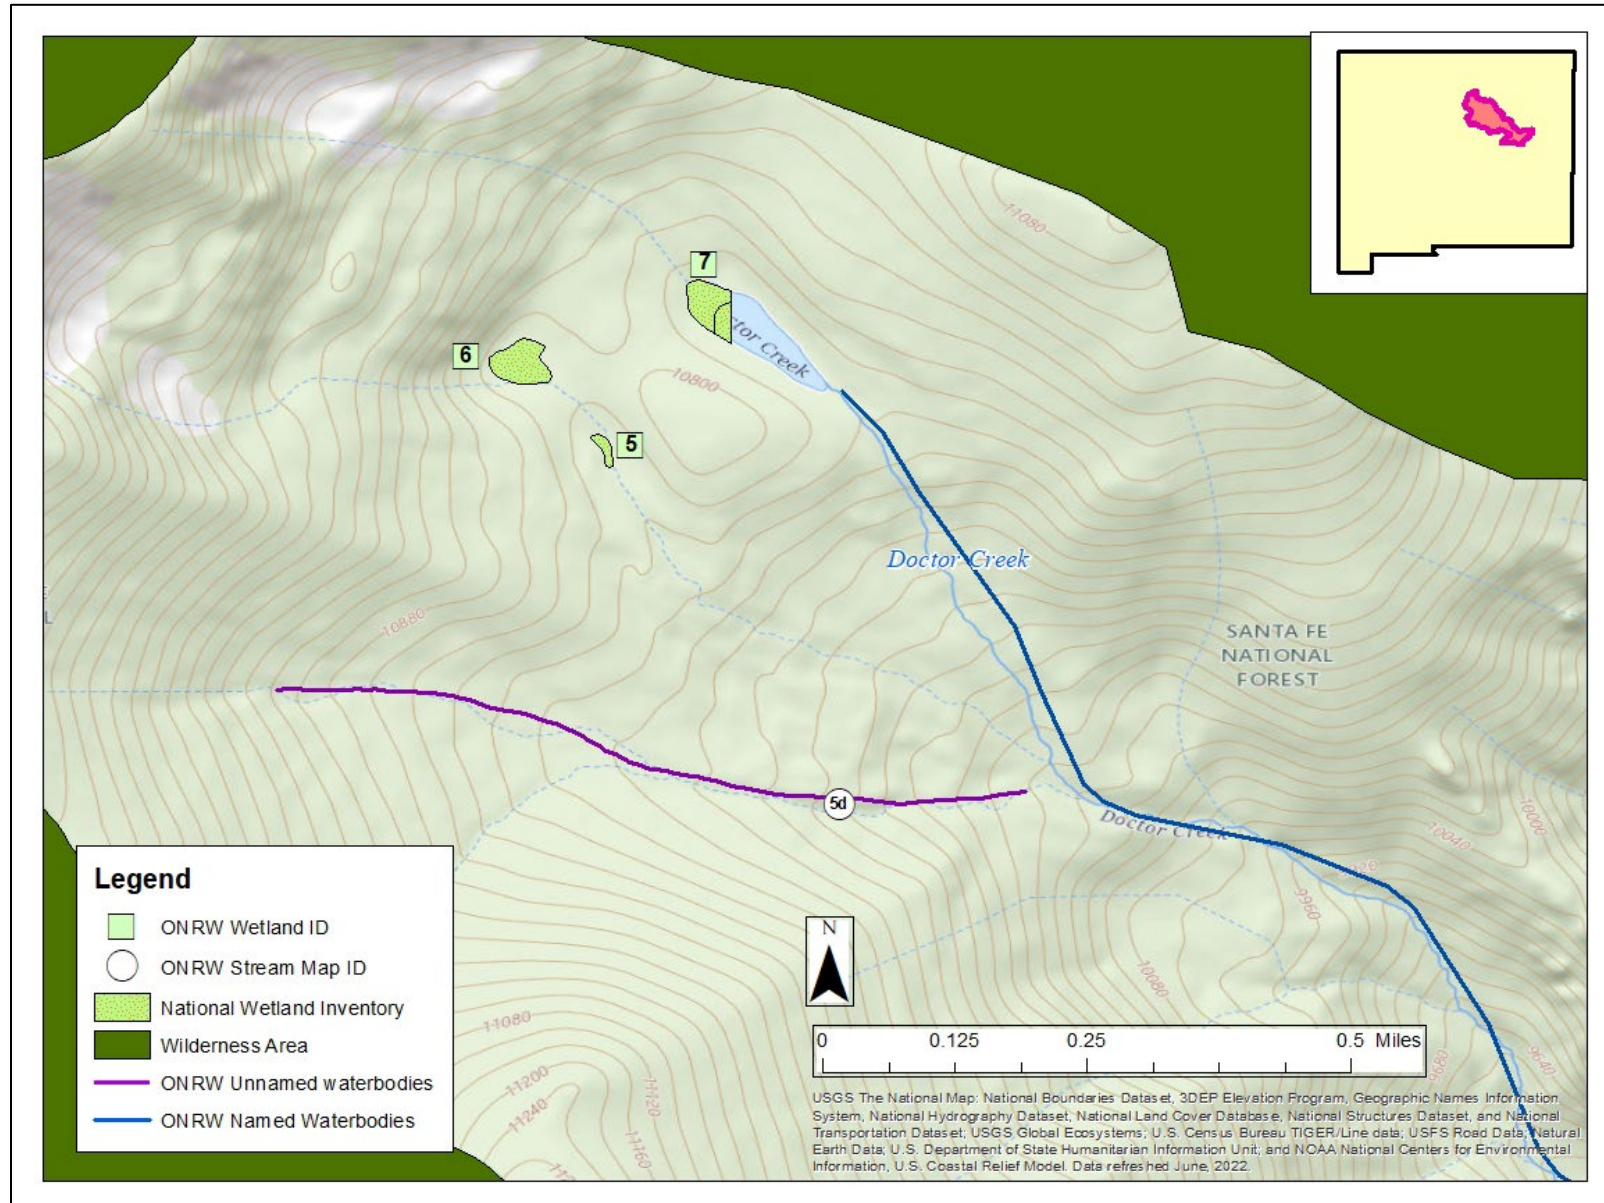 11080
7
ctor Creek
6
10800
5
Doctor Creek
L
10880
SANTA FE
NATIONAL
FOREST
5d
Doctor Creek
10000
10040
9960
Legend
ONRW Wetland ID
ONRW Stream Map ID
National Wetland Inventory
Wilderness Area
ONRW Unnamed waterbodies
ONRW Named Waterbodies
N
10080
11080
11200
11240
11120
11160
9680
9640
0 0.125 0.25 0.5 Miles
USGS The National Map: National Boundaries Dataset, 3DEP Elevation Program, Geographic Names Information
System, National Hydrography Dataset, National Land Cover Database, National Structures Dataset, and National
Transportation Dataset; USGS Global Ecosystems; U.S. Census Bureau TIGER/Line data; USFS Road Data; Natural
Earth Data; U.S. Department of State Humanitarian Information Unit; and NOAA National Centers for Environmental
Information, U.S. Coastal Relief Model. Data refreshed June, 2022.